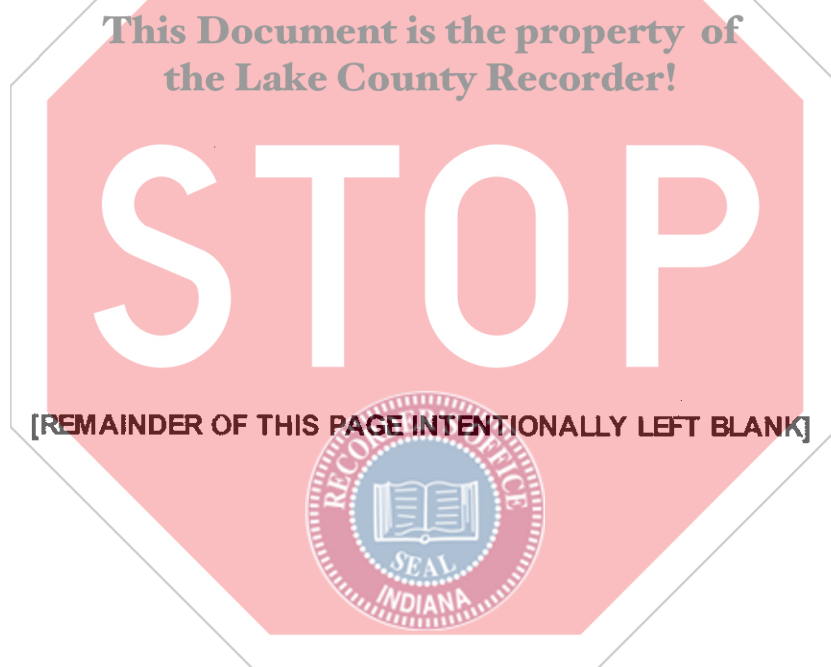 This Document is the property of
the Lake County Recorder!
STOP
[REMAINDER OF THIS PAGE INTENTIONALLY LEFT BLANK]
RECORDER'S OFFICE
SEAL
INDIANA